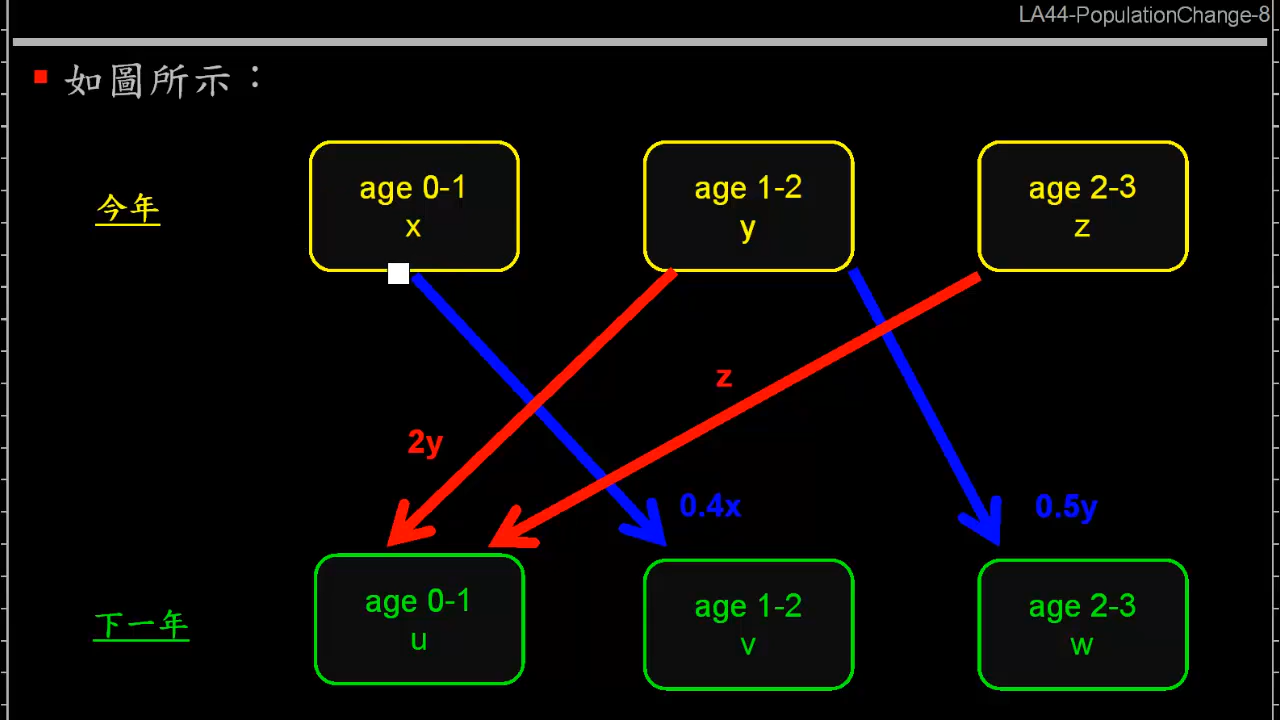 LA44-PopulationChange-8
如圖所示：
今年
age 0-1
x
age 1-2
y
age 2-3
z
z
2y
0.4x
0.5y
下一年
age 0-1
u
age 1-2
v
age 2-3
w